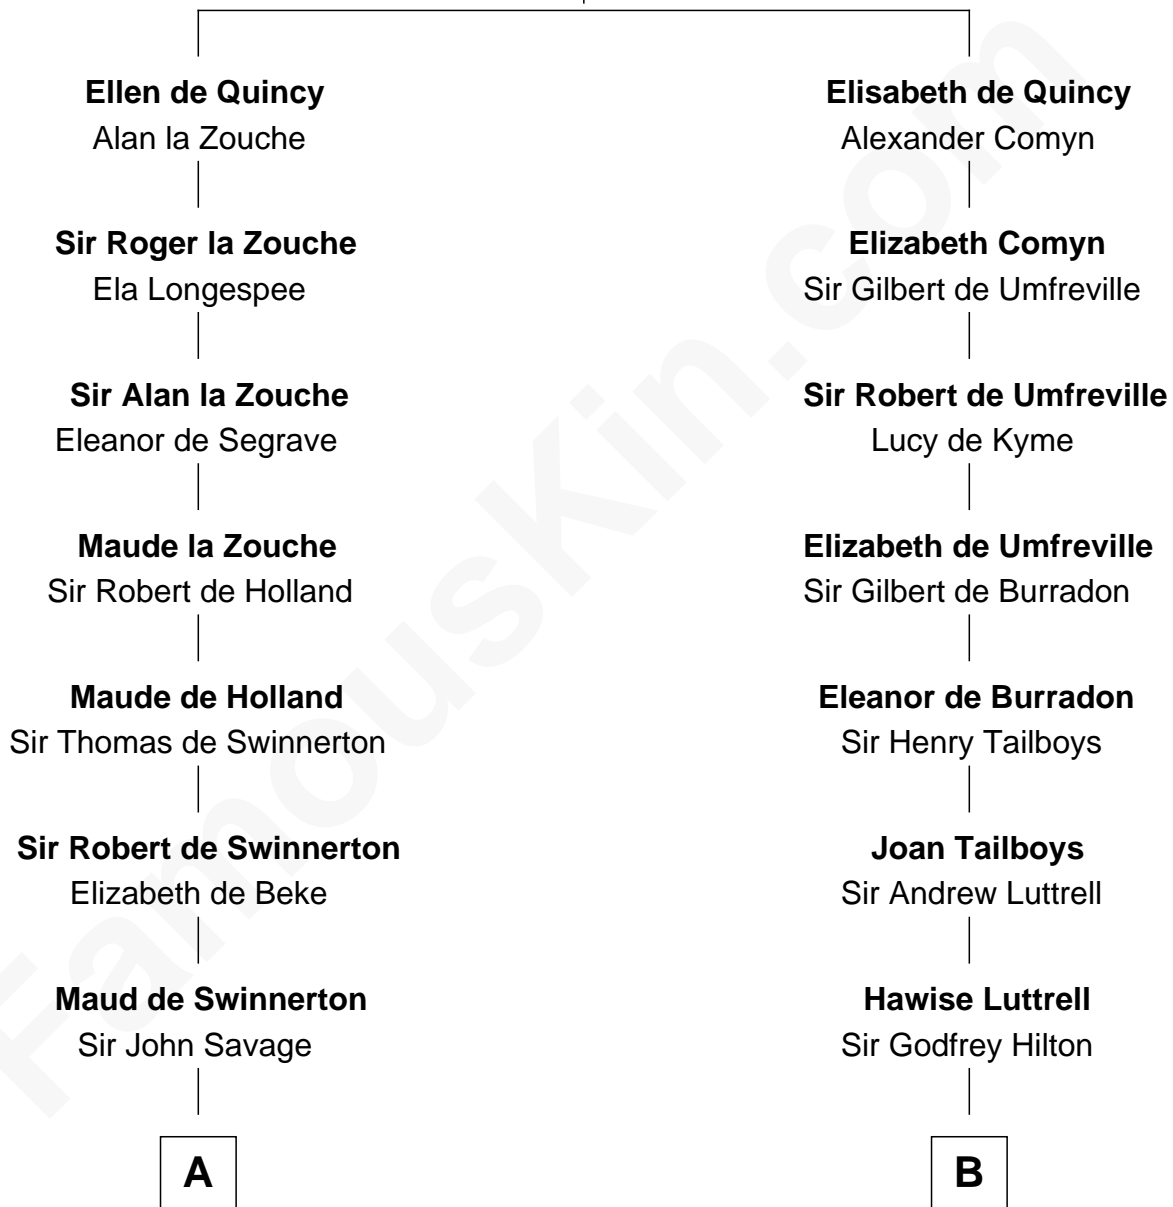 Ellen de Quincy
Alan la Zouche
Sir Roger la Zouche
Ela Longespee
Sir Alan la Zouche
Eleanor de Segrave
Maude la Zouche
Sir Robert de Holland
Maude de Holland
Sir Thomas de Swinnerton
Sir Robert de Swinnerton
Elizabeth de Beke
Maud de Swinnerton
Sir John Savage
A
Elisabeth de Quincy
Alexander Comyn
Elizabeth Comyn
Sir Gilbert de Umfreville
Sir Robert de Umfreville
Lucy de Kyme
Elizabeth de Umfreville
Sir Gilbert de Burradon
Eleanor de Burradon
Sir Henry Tailboys
Joan Tailboys
Sir Andrew Luttrell
Hawise Luttrell
Sir Godfrey Hilton
B
FamousKin.com